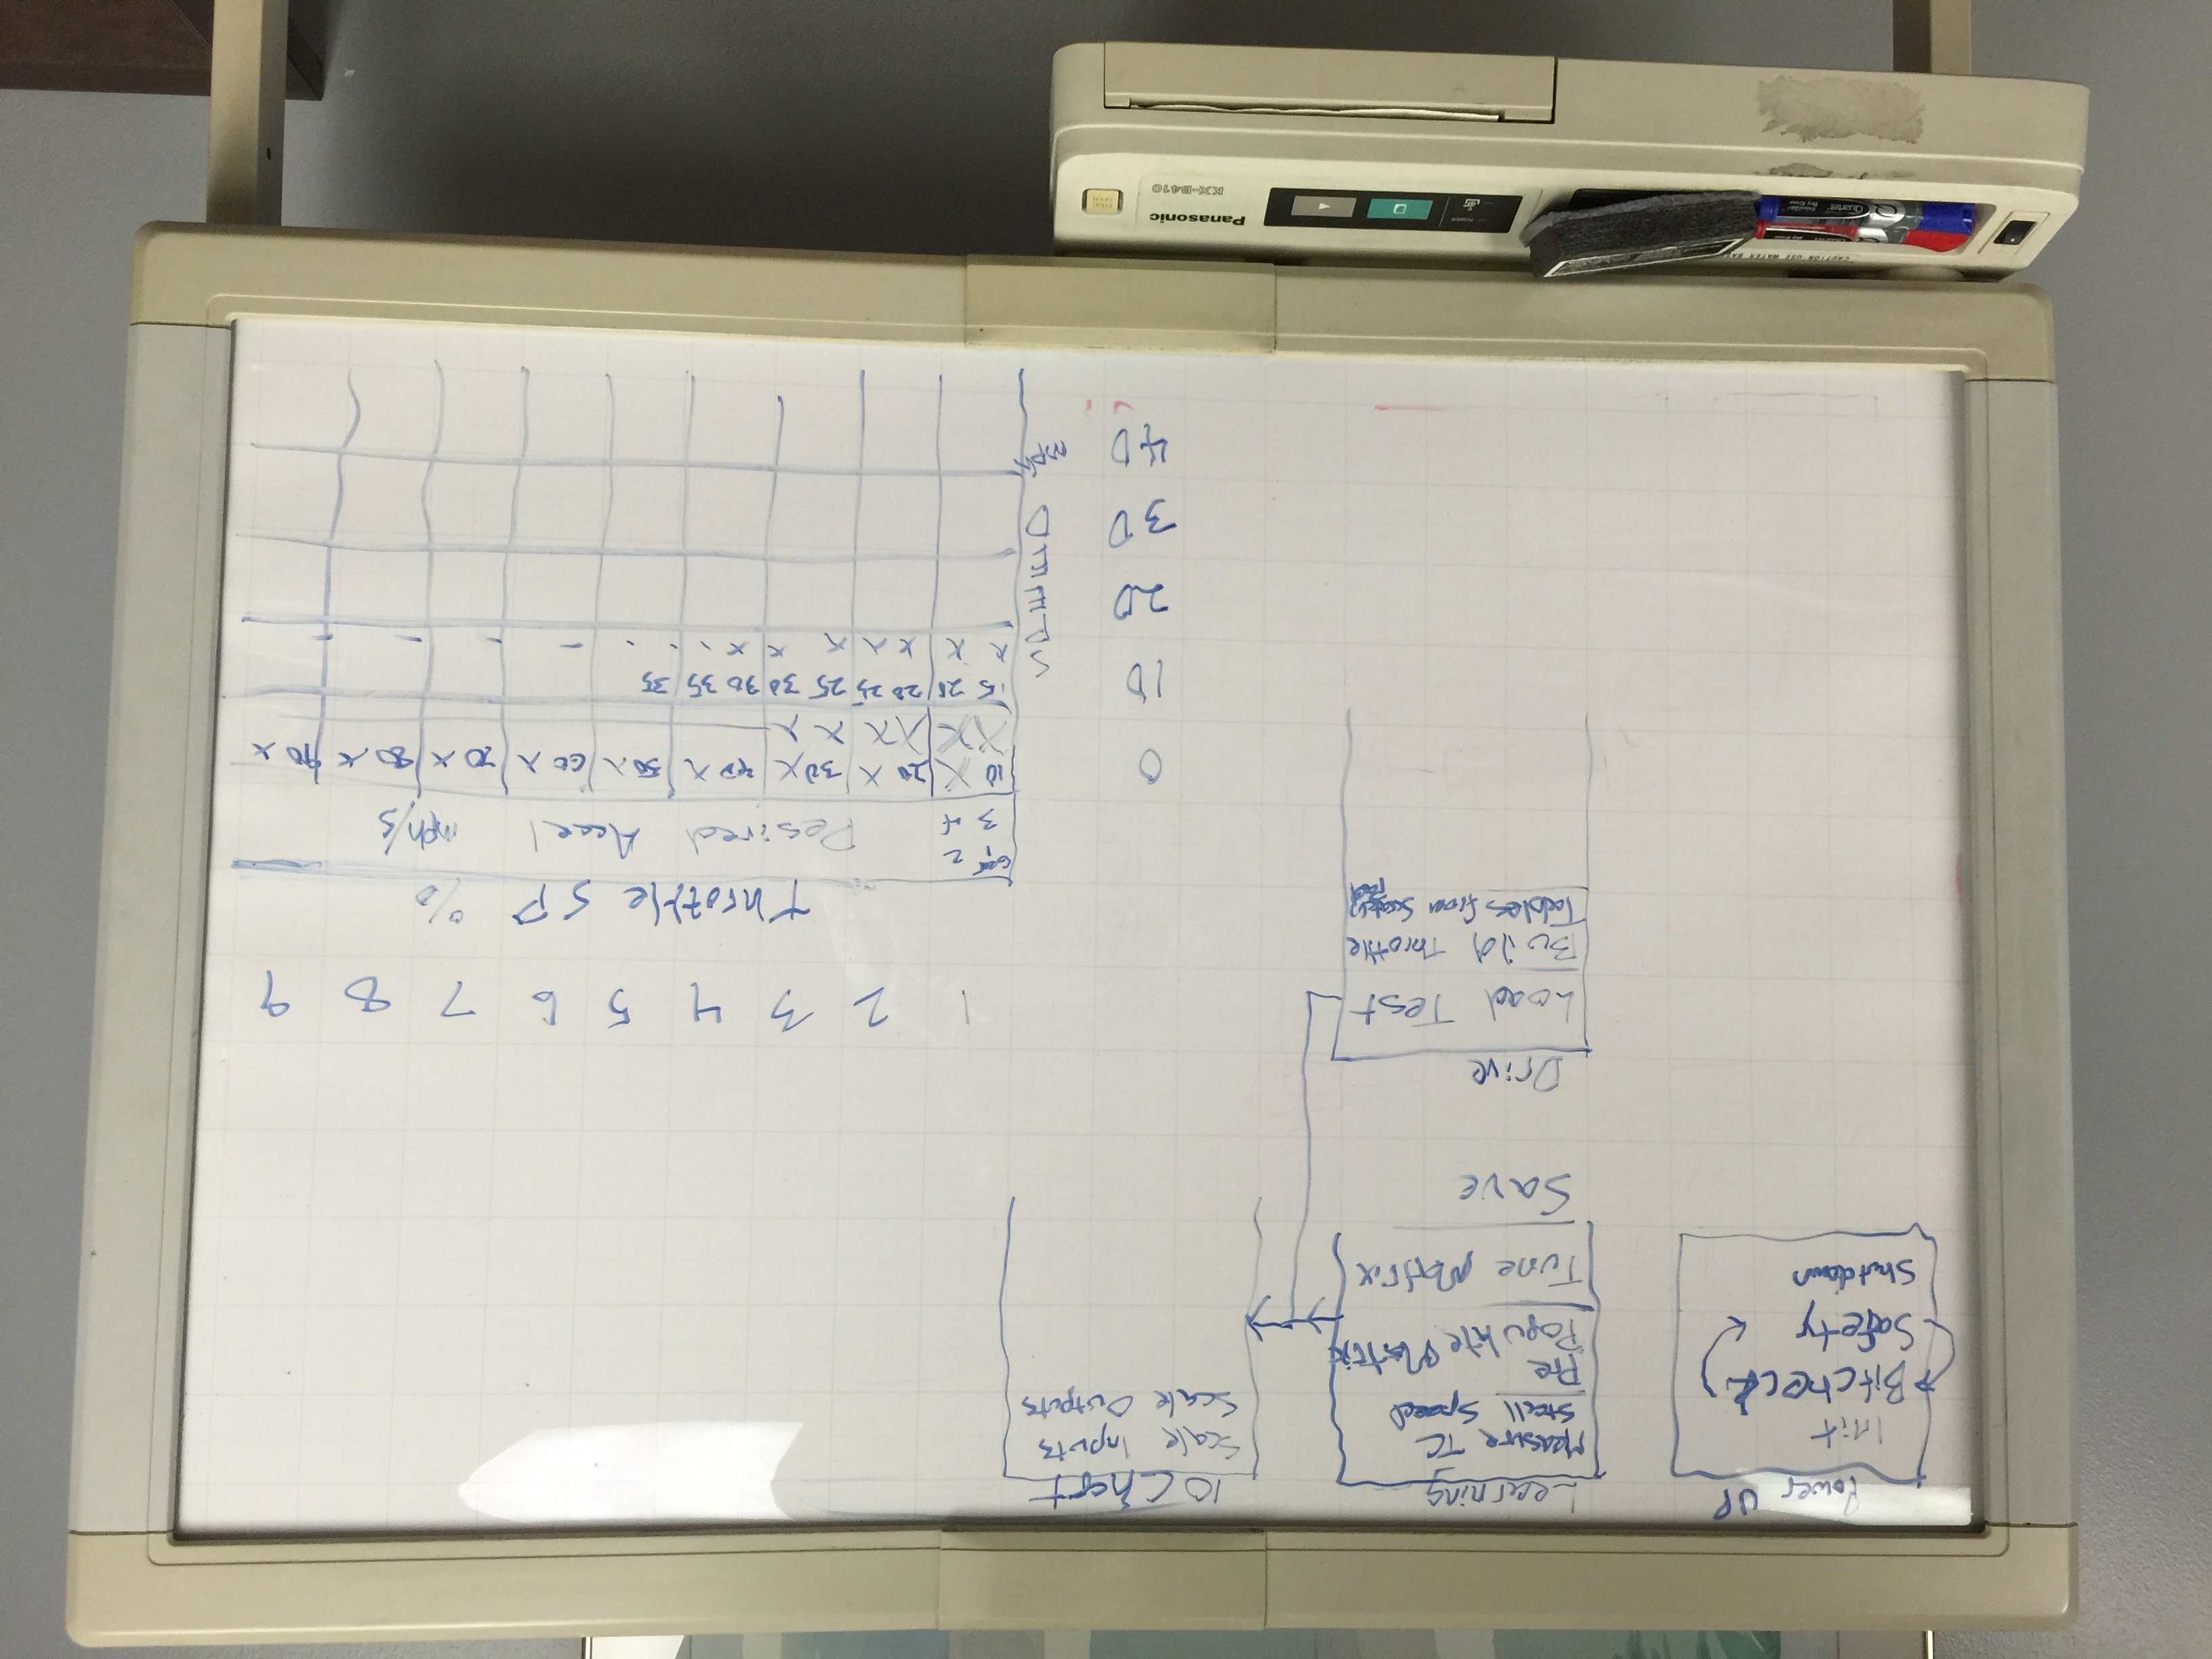 Power UP
Init
Bitcheck
Safety
Shutdown
Learning
Measure TC
Stall Speed
Pre
Populate Matrix
Tune Matrix
Save
IO Chart
Scale Inputs
Scale Outputs
Drive
Load Test
Build Throttle
Tables from Scratch
Pad
1 2 3 4 5 6 7 8 9
Throttle SP %
Gear
1 2
3 4
Desired Accel mph/s
0
10 X 20 X 30 X 40 X 50 X 60 X 70 X 80 X 90 X
X X X X X X
10
15 20 20 25 25 30 30 35 35
X X X X X X X - - - - - - -
20
30
40
SPEED
mph
CAUTION USE WATER BASE
Quartet
Quartet
Dry Erase
POWER
Panasonic
KX-B410